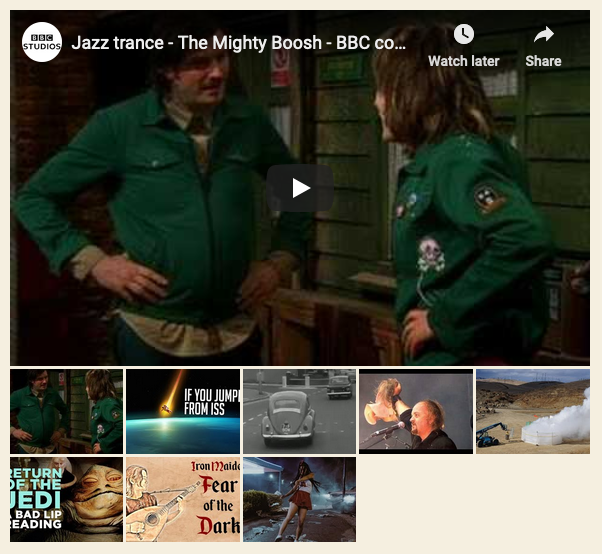 BBC
STUDIOS
Jazz trance - The Mighty Boosh - BBC co...
Watch later
Share
IF YOU JUMP
FROM ISS
RETURN
OF THE
JEDI
A BAD LIP
READING
Iron Maide
Fear
of the
Dark